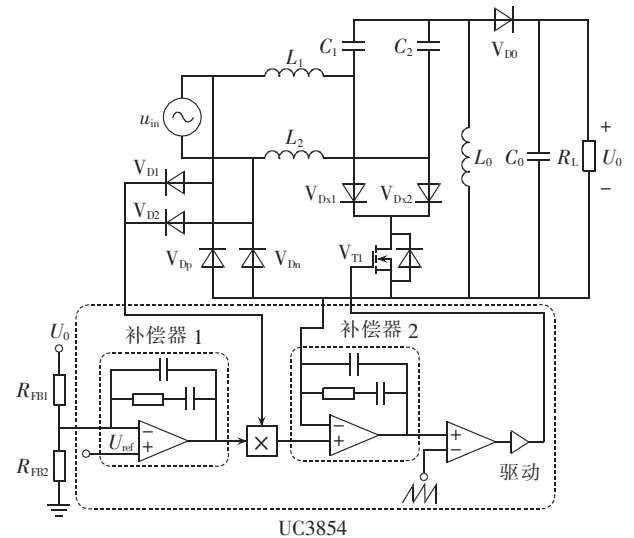 C1
C2
VD0
L1
uin
L2
VD1
VD2
VDx1
VDx2
L0
C0
RL
+
U0
−
VDp
VDn
VT1
U0
补偿器 1
补偿器 2
RFB1
Uref
−
+
×
−
+
+
−
RFB2
驱动
UC3854